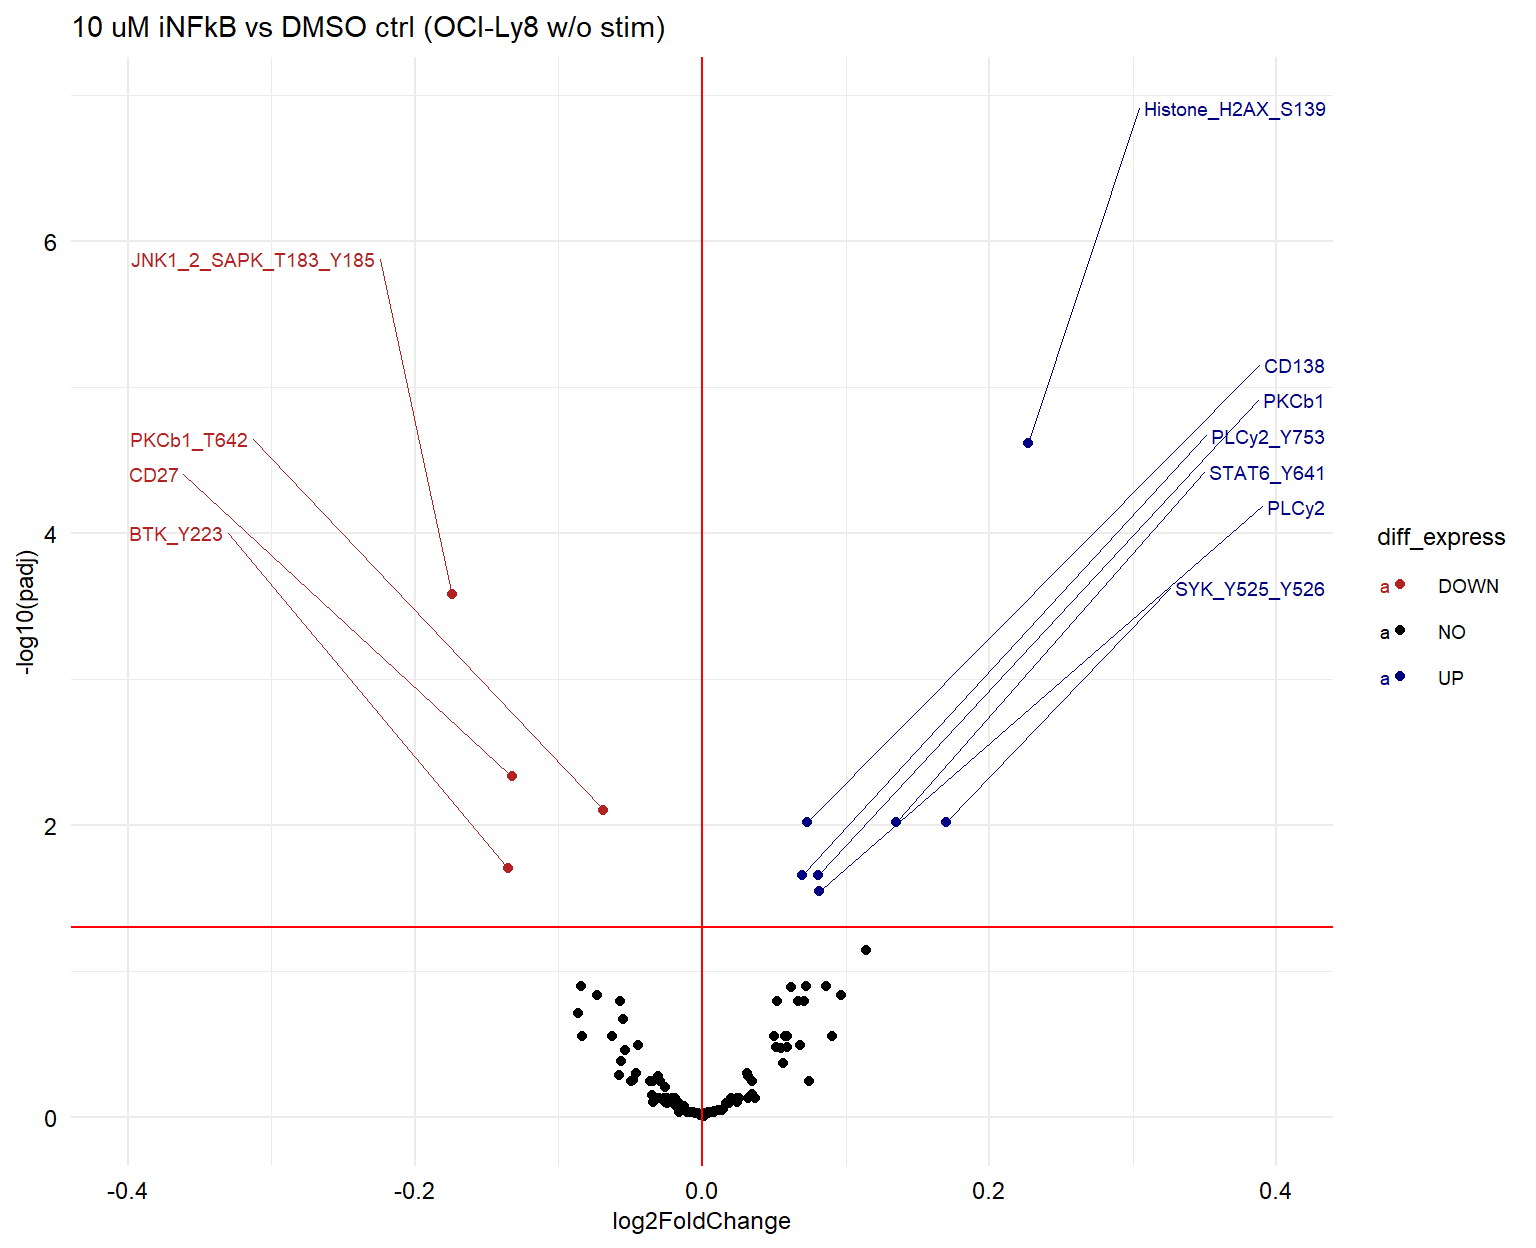 10 uM iNFkB vs DMSO ctrl (OCI-Ly8 w/o stim)
Histone_H2AX_S139
JNK1_2_SAPK_T183_Y185
CD138
PKCb1
PKCb1_T642
PLCy2_Y753
CD27
STAT6_Y641
PLCy2
BTK_Y223
SYK_Y525_Y526
6
4
2
0
-log10(padj)
-0.4
-0.2
0.0
0.2
0.4
log2FoldChange
diff_express
a DOWN
a NO
a UP